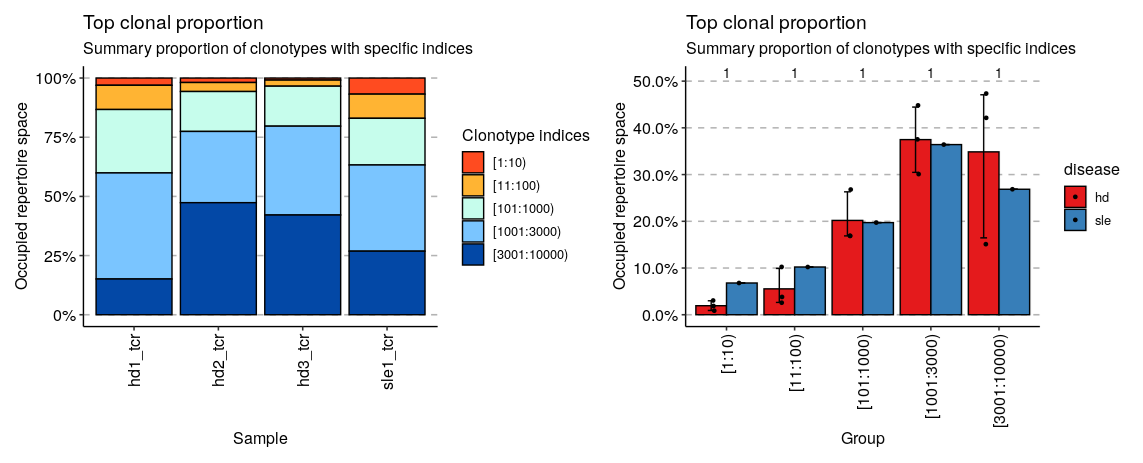 Top clonal proportion
Summary proportion of clonotypes with specific indices
100%
75%
50%
25%
0%
Occupied repertoire space
hd1_tcr
hd2_tcr
hd3_tcr
sle1_tcr
Sample
Clonotype indices
[1:10)
[11:100)
[101:1000)
[1001:3000)
[3001:10000)
Top clonal proportion
Summary proportion of clonotypes with specific indices
1 1 1 1 1
50.0%
40.0%
30.0%
20.0%
10.0%
0.0%
Occupied repertoire space
[1:10)
[11:100)
[101:1000)
[1001:3000)
[3001:10000)
Group
disease
hd
sle